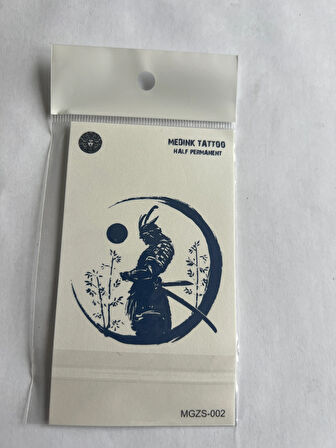 MEDINK TATTOO
HALF PERMANENT
MGZS-002